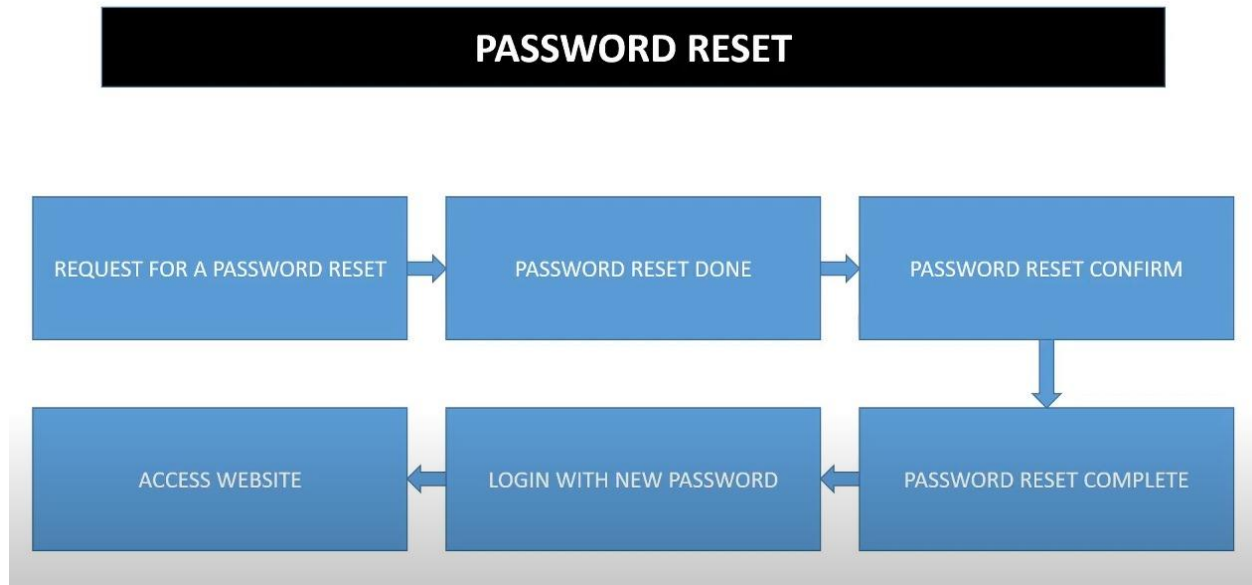 PASSWORD RESET
REQUEST FOR A PASSWORD RESET
PASSWORD RESET DONE
PASSWORD RESET CONFIRM
PASSWORD RESET COMPLETE
LOGIN WITH NEW PASSWORD
ACCESS WEBSITE